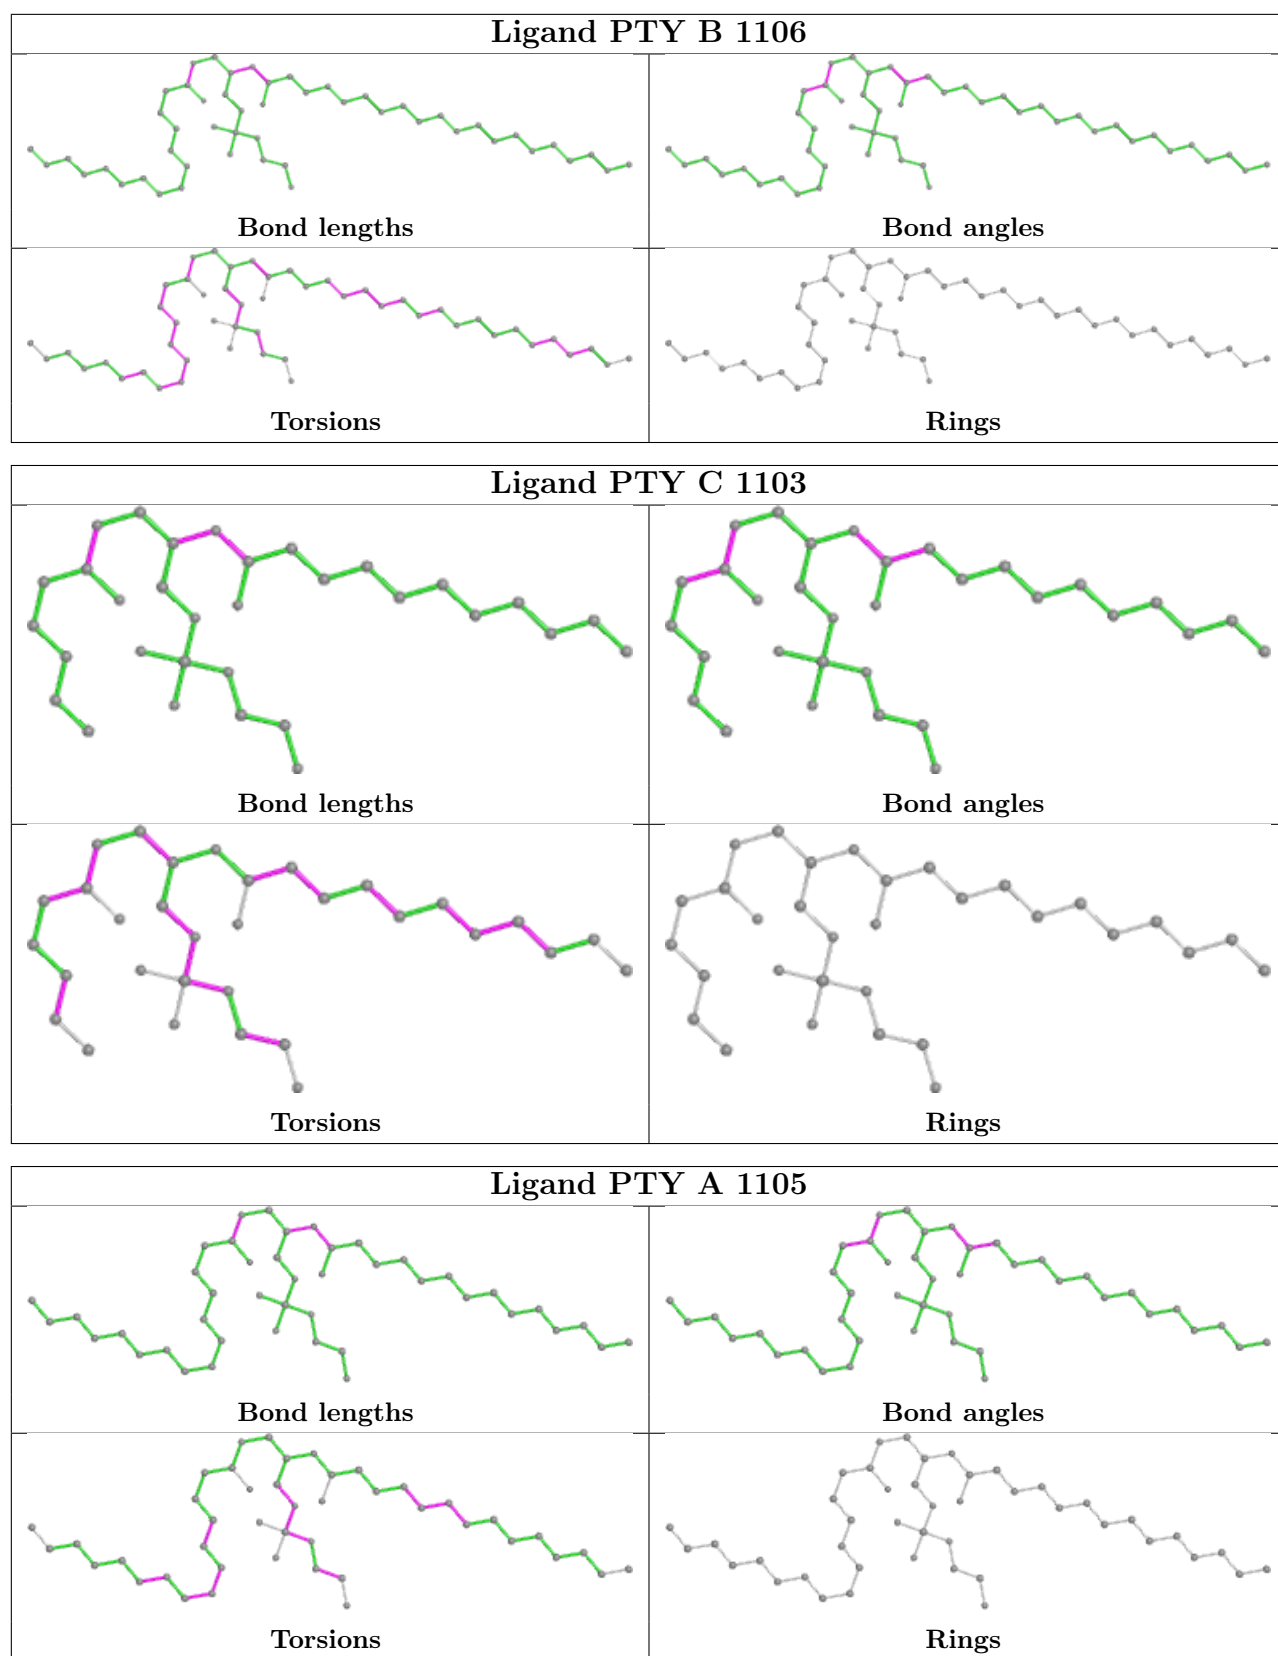 Ligand PTY B 1106
Bond lengths
Bond angles
Torsions
Rings
Ligand PTY C 1103
Bond lengths
Bond angles
Torsions
Rings
Ligand PTY A 1105
Bond lengths
Bond angles
Torsions
Rings